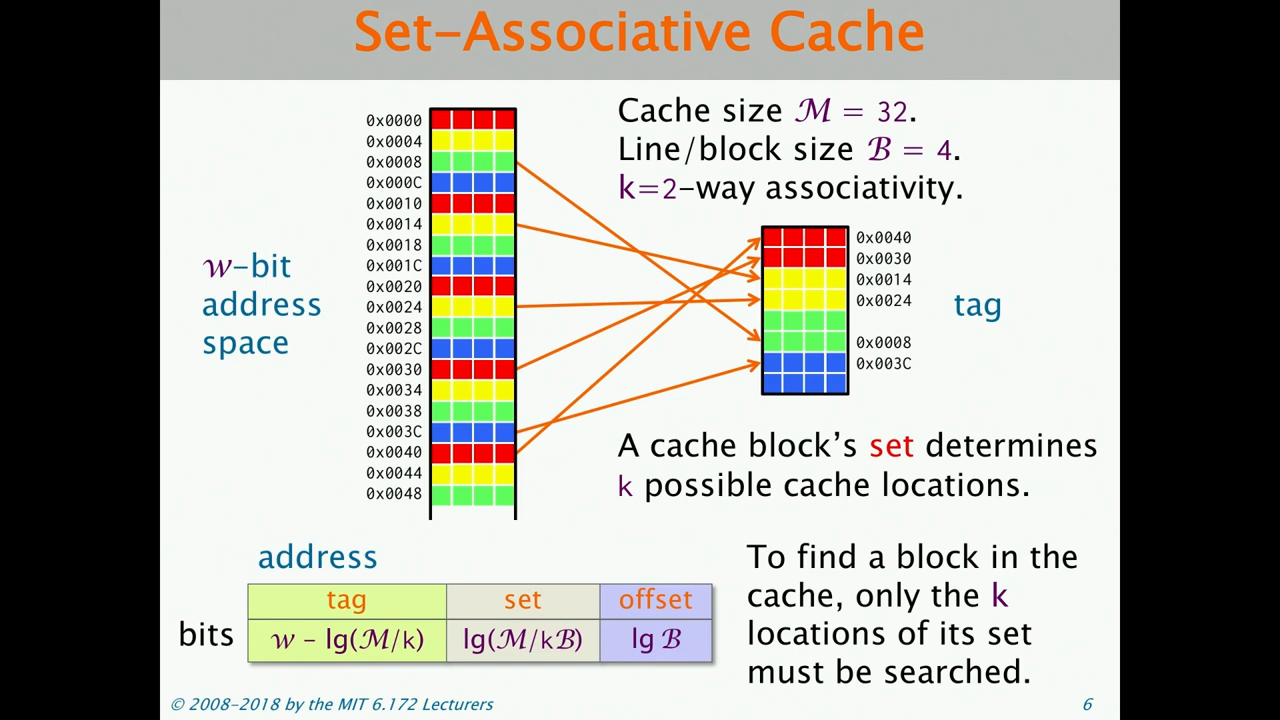 Set-Associative Cache
0x0000
0x0004
0x0008
0x000C
0x0010
0x0014
0x0018
0x001C
0x0020
0x0024
0x0028
0x002C
0x0030
0x0034
0x0038
0x003C
0x0040
0x0044
0x0048
w-bit
address
space
Cache size M = 32.
Line/block size B = 4.
k=2-way associativity.
0x0040
0x0030
0x0014
0x0024
0x0008
0x003C
tag
A cache block's set determines
k possible cache locations.
address
tag set offset
bits w – lg(M/k) lg(M/kB) lg B
To find a block in the
cache, only the k
locations of its set
must be searched.
© 2008–2018 by the MIT 6.172 Lecturers
6